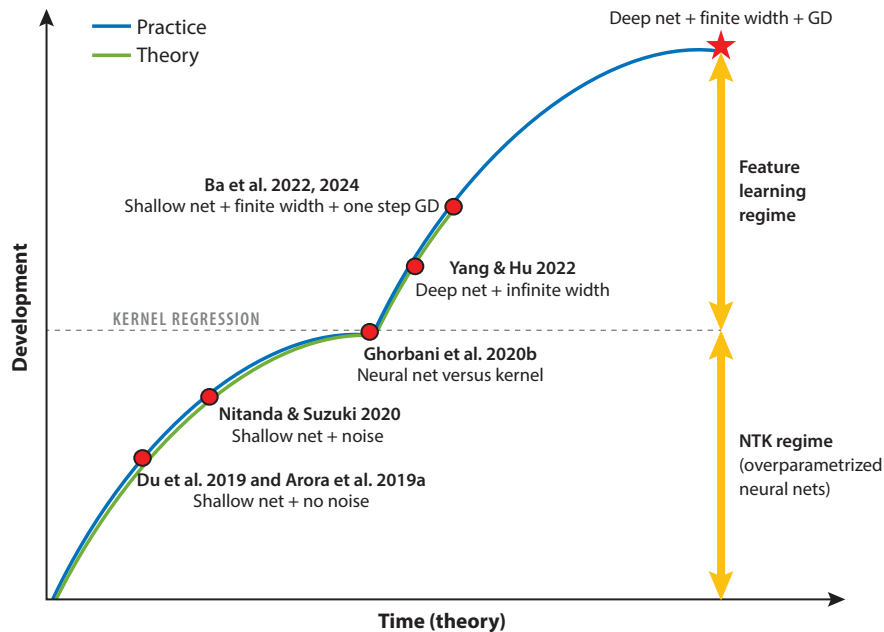 Deep net + finite width + GD
Practice
Theory
Ba et al. 2022, 2024
Shallow net + finite width + one step GD
Feature
learning
regime
Yang & Hu 2022
Deep net + infinite width
KERNEL REGRESSION
Ghorbani et al. 2020b
Neural net versus kernel
Nitanda & Suzuki 2020
Shallow net + noise
NTK regime
(overparametrized
neural nets)
Du et al. 2019 and Arora et al. 2019a
Shallow net + no noise
Development
Time (theory)